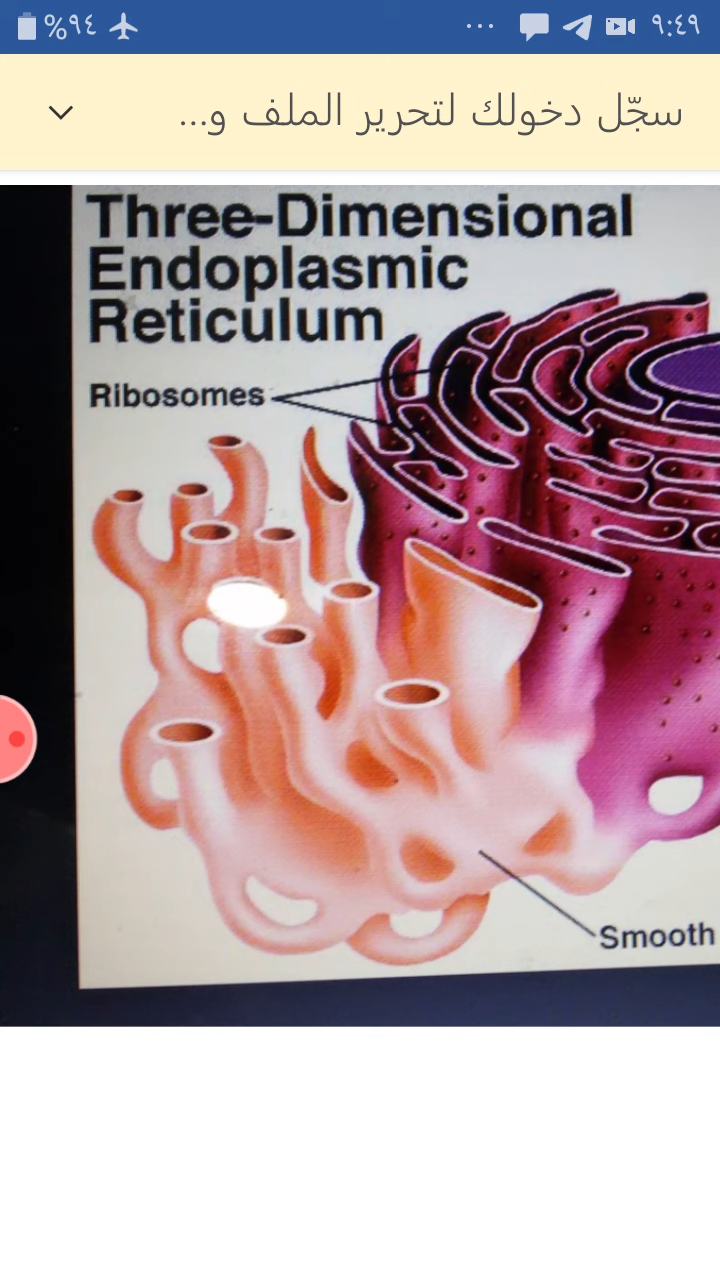 %٩٤
٩:٤٩
سجّل دخولك لتحرير الملف و...
Three-Dimensional
Endoplasmic
Reticulum
Ribosomes
Smooth